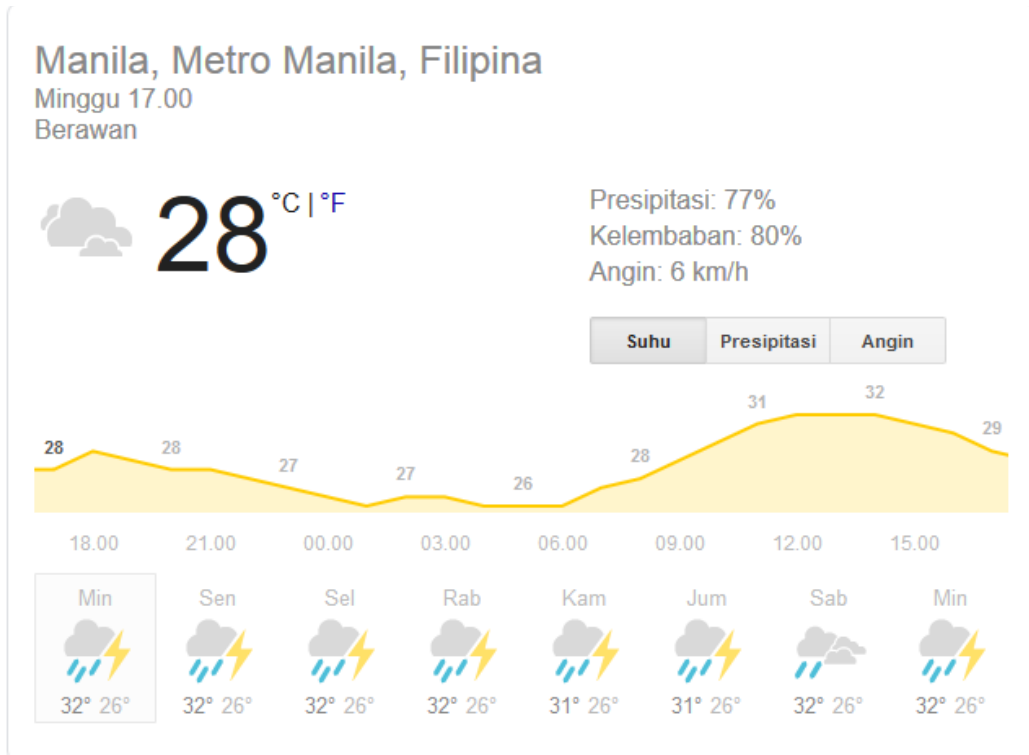 Manila, Metro Manila, Filipina
Minggu 17.00
Berawan
28 °C | °F
Presipitasi: 77%
Kelembaban: 80%
Angin: 6 km/h
Suhu Presipitasi Angin
28 28 27 27 26 28 31 32 29
18.00 21.00 00.00 03.00 06.00 09.00 12.00 15.00
Min Sen Sel Rab Kam Jum Sab Min
32° 26° 32° 26° 32° 26° 32° 26° 31° 26° 31° 26° 32° 26° 32° 26°